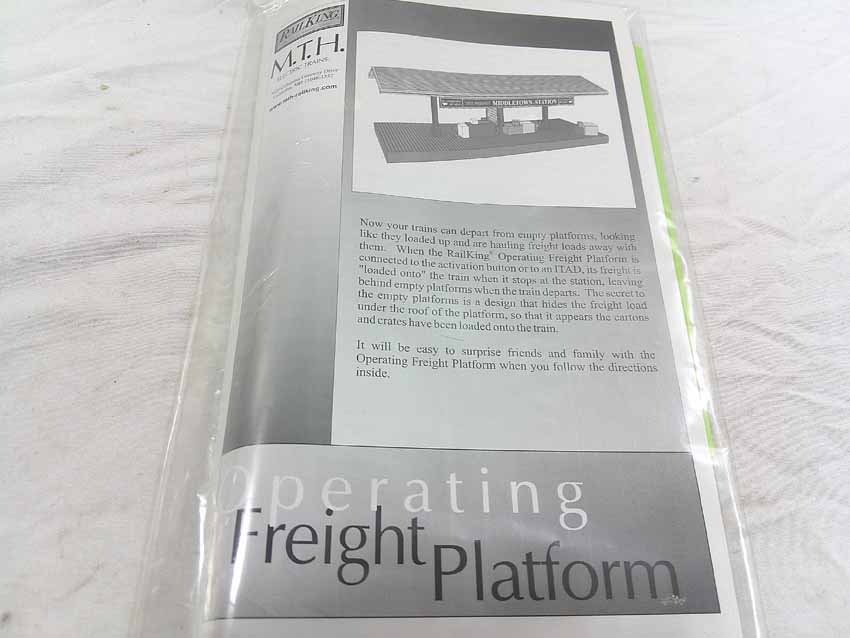 RAILKING
M.T.H.
ELECTRIC TRAINS
www.mth-railking.com
MIDDLETOWN STATION
Now your trains can depart from empty platforms, looking
like they loaded up and are hauling freight loads away with
them. When the RailKing® Operating Freight Platform is
connected to the activation button or to an ITAD, its freight is
"loaded onto" the train when it stops at the station, leaving
behind empty platforms when the train departs. The secret to
the empty platforms is a design that hides the freight load
under the roof of the platform, so that it appears the cartons
and crates have been loaded onto the train.
It will be easy to surprise friends and family with the
Operating Freight Platform when you follow the directions
inside.
Operating
Freight
Platform